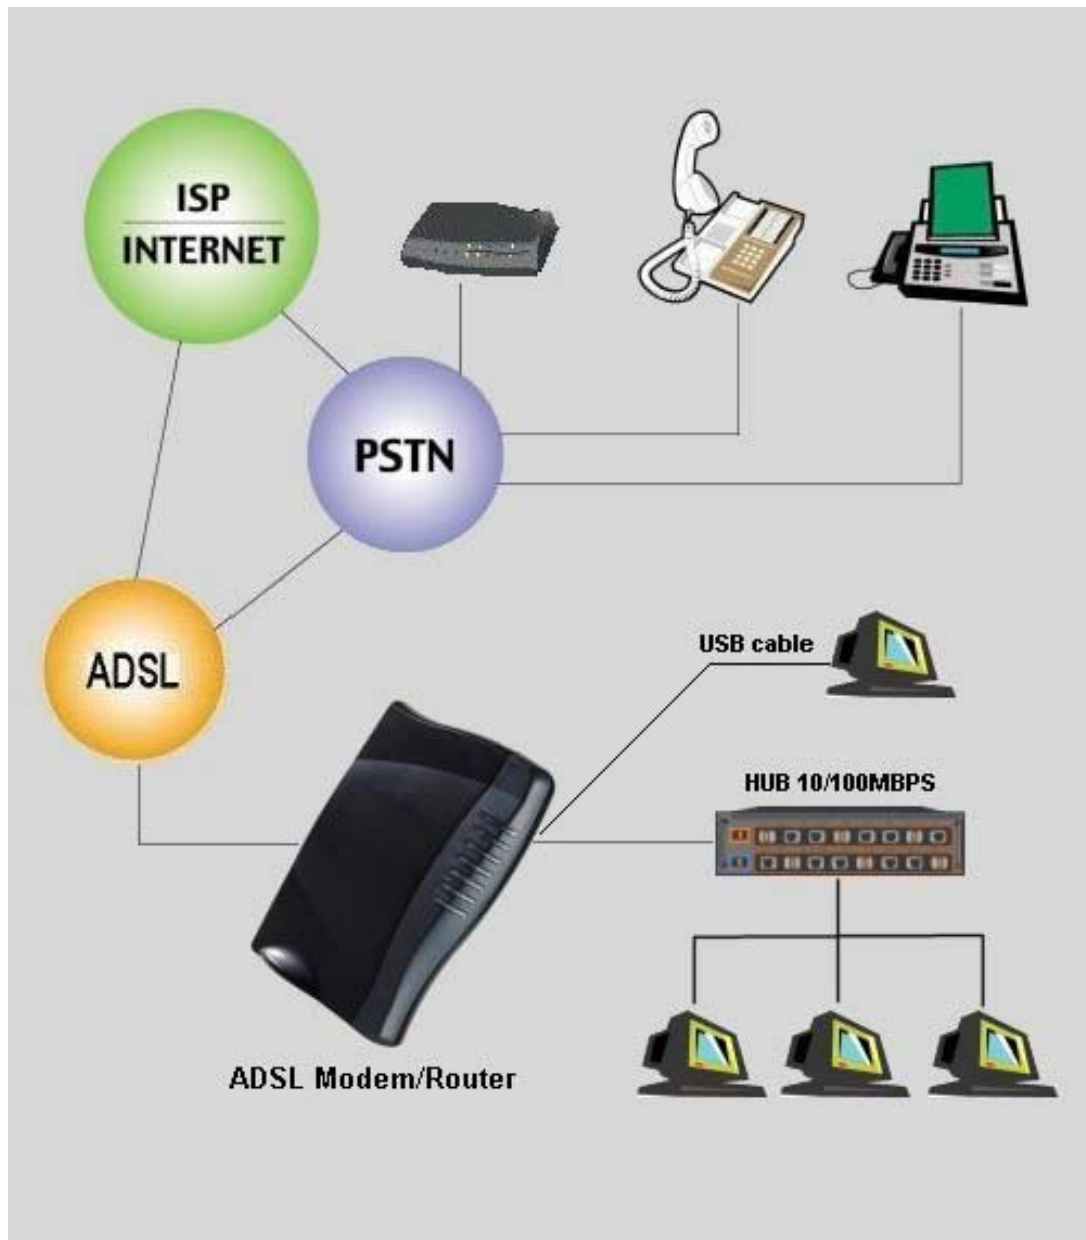 ISP
INTERNET
PSTN
ADSL
USB cable
HUB 10/100MBPS
ADSL Modem/Router